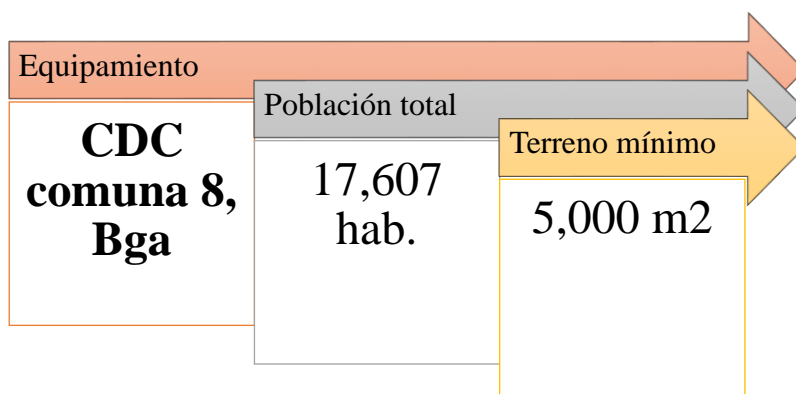 Equipamiento
CDC
comuna 8,
Bga
Población total
17,607
hab.
Terreno mínimo
5,000 m2